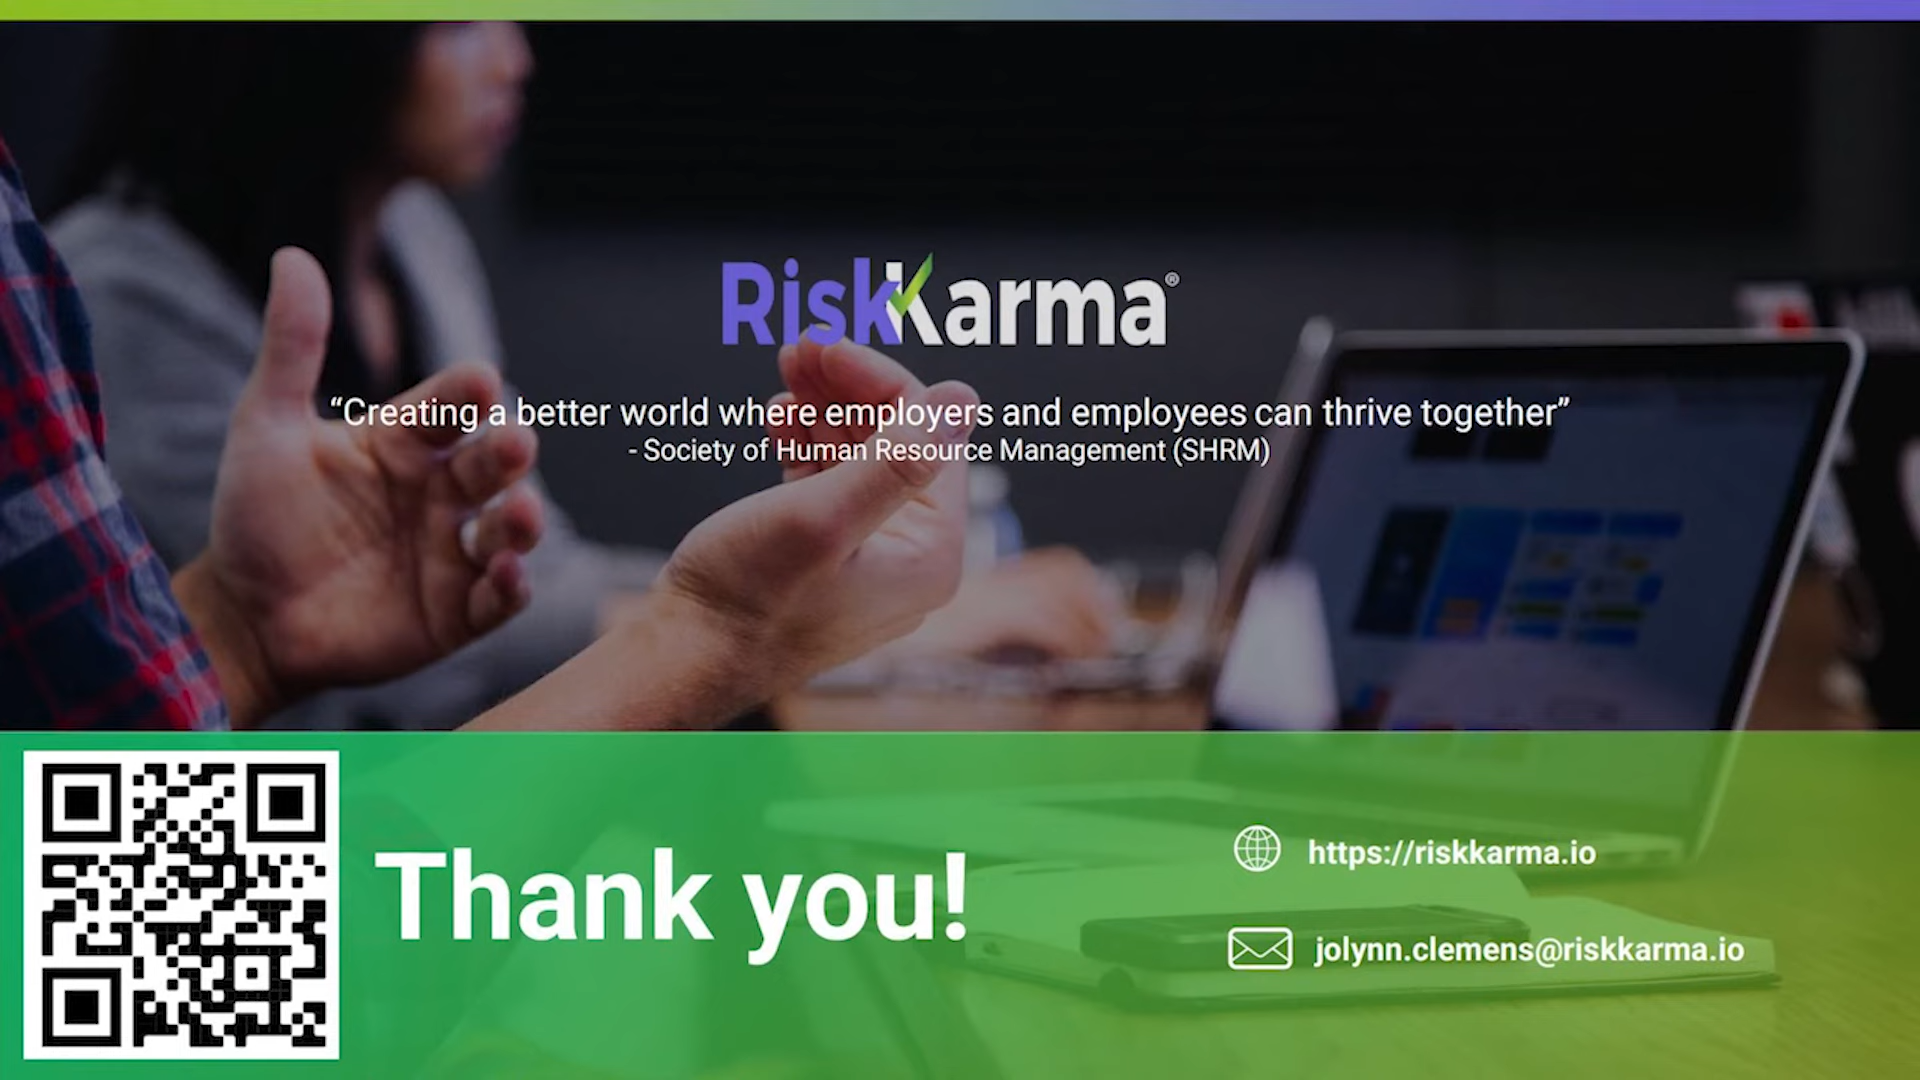 RiskKarma®
“Creating a better world where employers and employees can thrive together”
- Society of Human Resource Management (SHRM)
Thank you!
https://riskkarma.io
jolynn.clemens@riskkarma.io